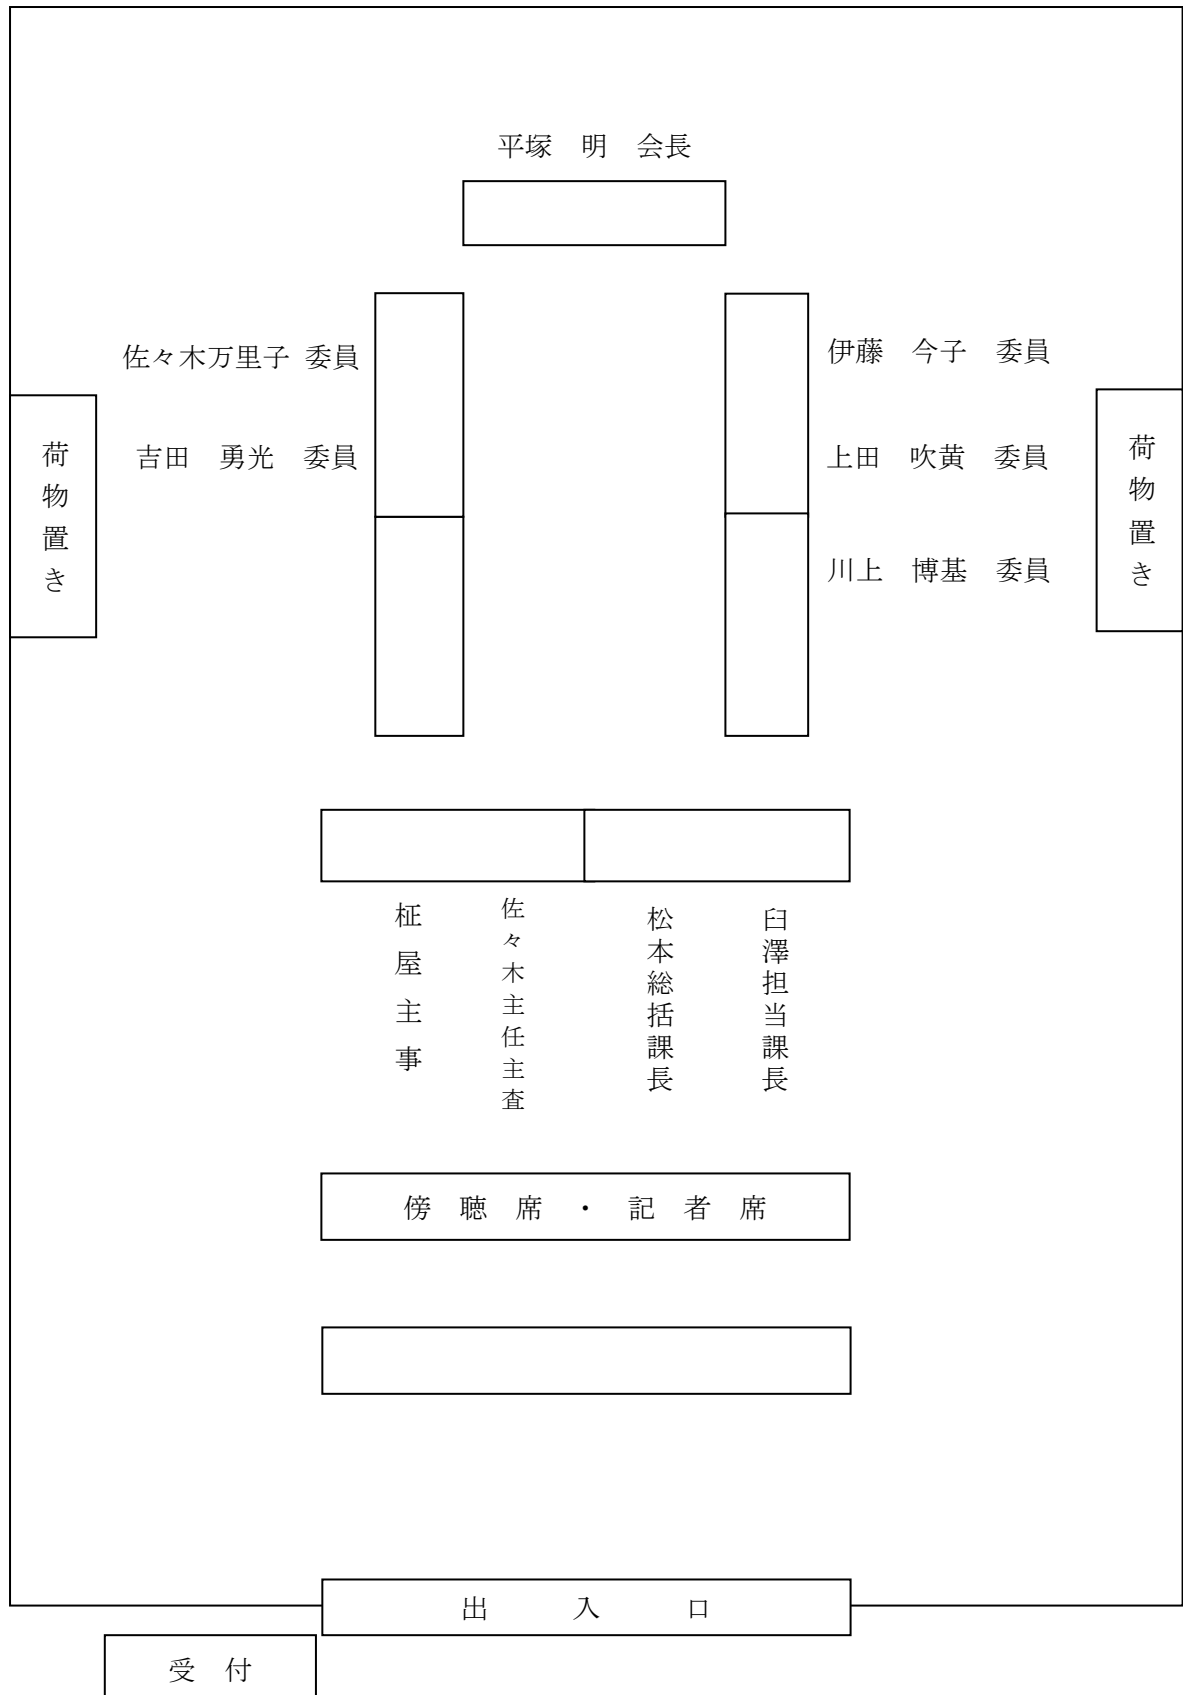 平塚　明　会長
佐々木万里子 委員
伊藤　今子　委員
吉田　勇光　委員
上田　吹黄　委員
川上　博基　委員
荷物置き
荷物置き
柾屋主事
佐々木主任主査
松本総括課長
臼澤担当課長
傍聴席・記者席
出入口
受付